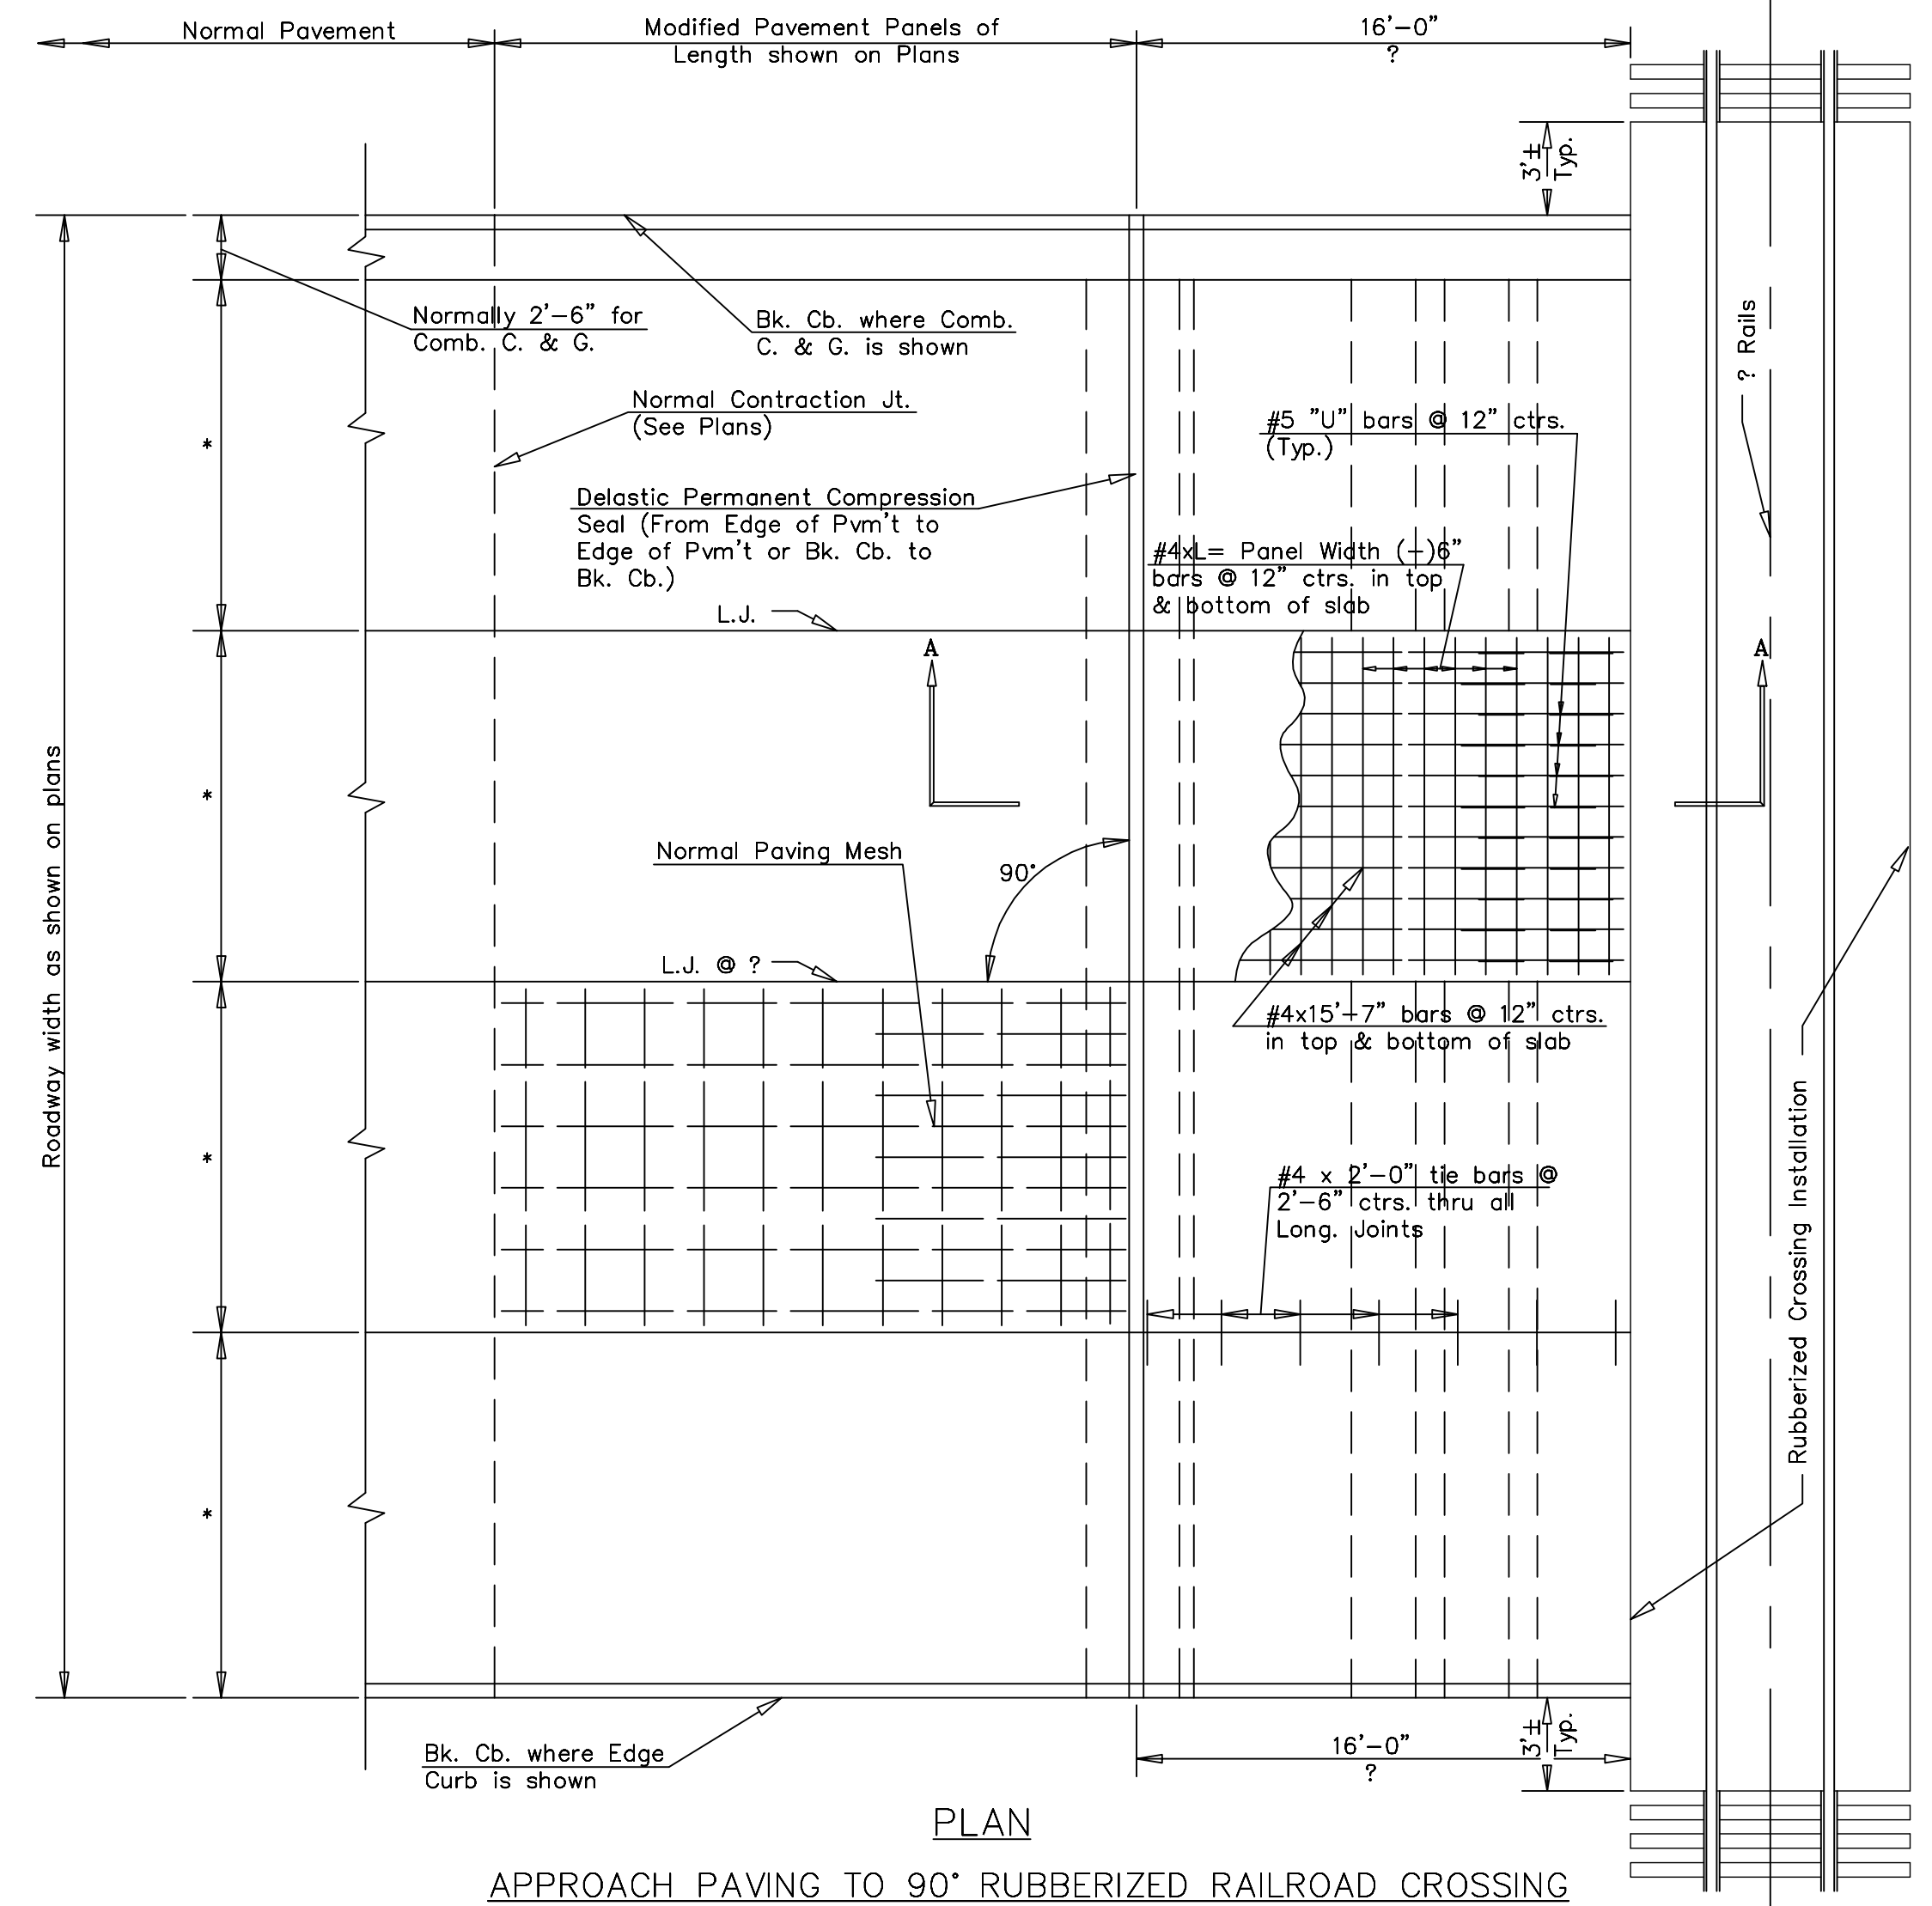 Normal Pavement
Modified Pavement Panels of
Length shown on Plans
16'-0"
?
3'±
Typ.
Normally 2'-6" for
Comb. C. & G.
Bk. Cb. where Comb.
C. & G. is shown
? Rails
Normal Contraction Jt.
(See Plans)
#5 "U" bars @ 12" ctrs.
(Typ.)
*
Delastic Permanent Compression
Seal (From Edge of Pvm't to
Edge of Pvm't or Bk. Cb. to
Bk. Cb.)
#4xL= Panel Width (-)6"
bars @ 12" ctrs. in top
& bottom of slab
L.J.
A
A
Roadway width as shown on plans
*
Normal Paving Mesh
90°
L.J. @ ?
#4x15'-7" bars @ 12" ctrs.
in top & bottom of slab
*
#4 x 2'-0" tie bars @
2'-6" ctrs. thru all
Long. Joints
Rubberized Crossing Installation
*
Bk. Cb. where Edge
Curb is shown
16'-0"
?
3'±
Typ.
PLAN
APPROACH PAVING TO 90° RUBBERIZED RAILROAD CROSSING